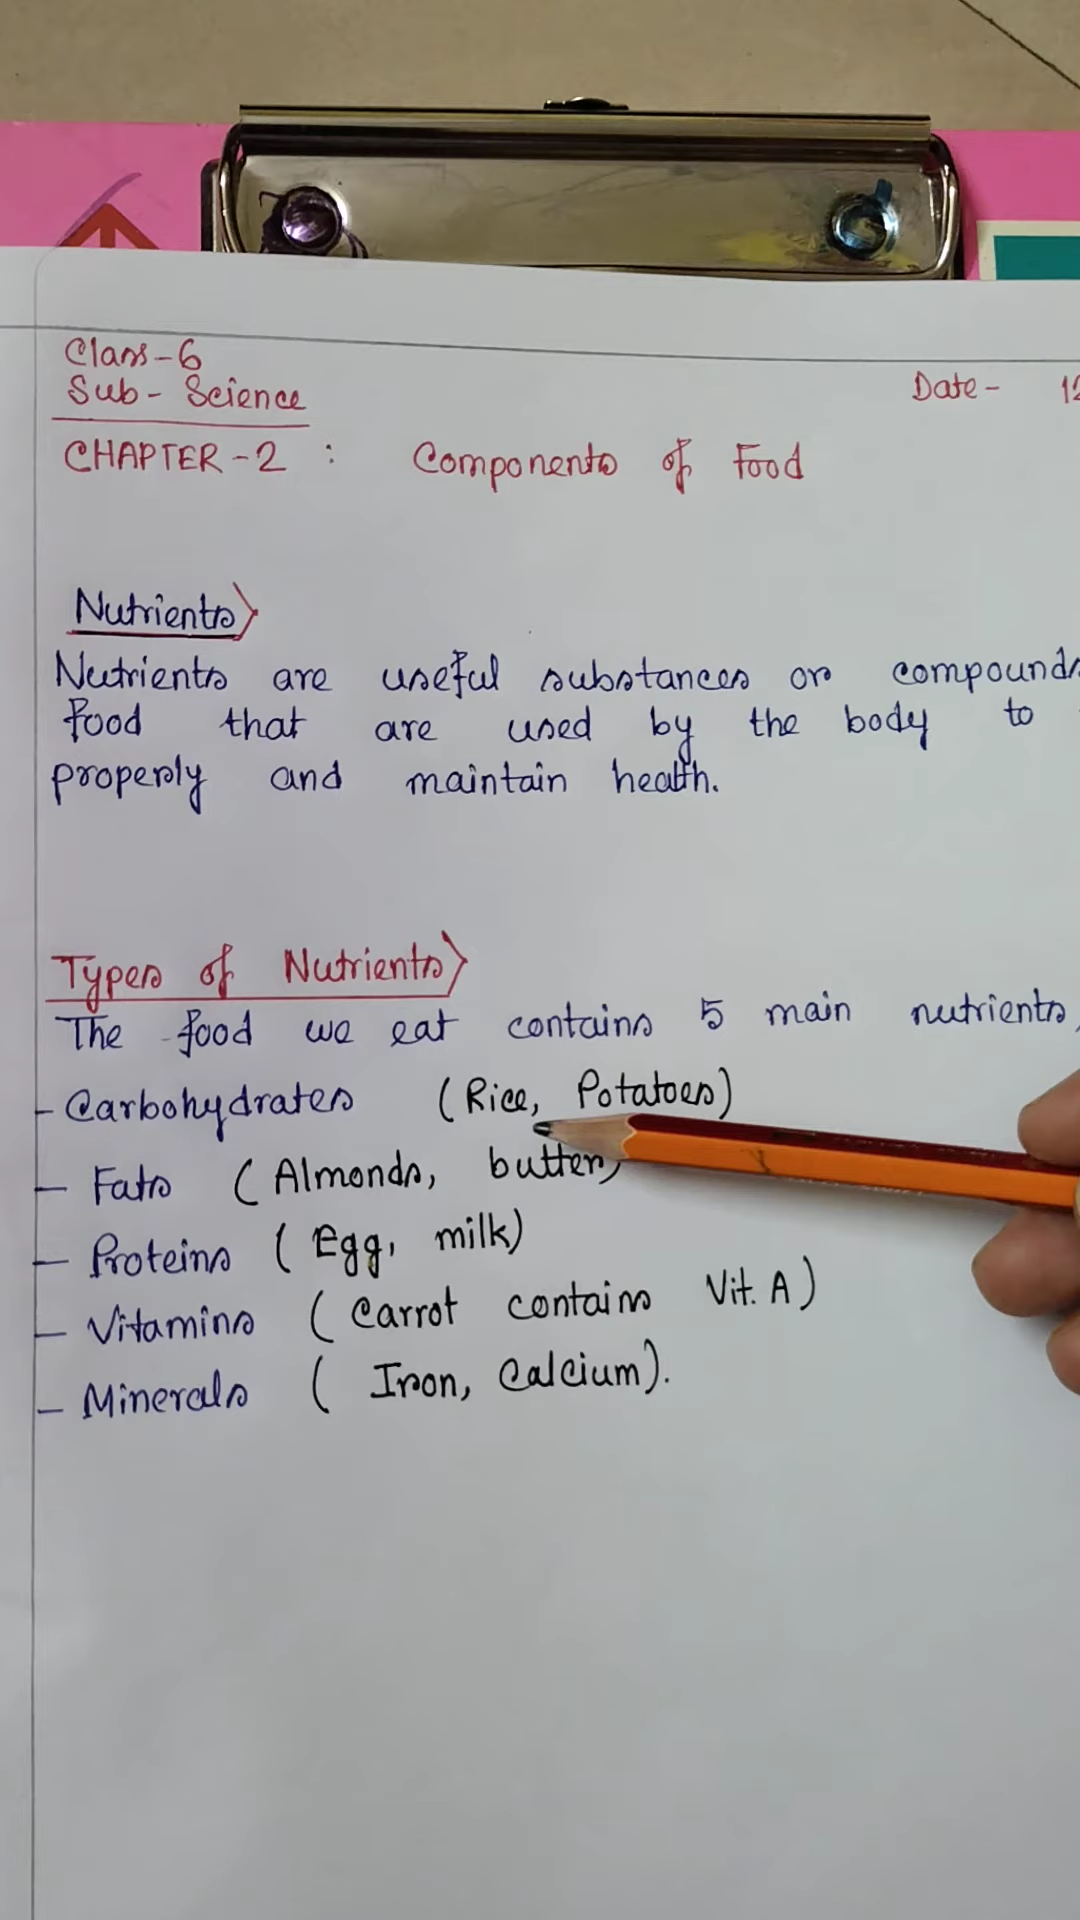 Class-6
Sub- Science
Date- 12
CHAPTER-2 : Components of Food
Nutrients
Nutrients are useful substances or compounds
food that are used by the body to
properly and maintain health.
Types of Nutrients
The food we eat contains 5 main nutrients,
- Carbohydrates (Rice, Potatoes)
- Fats (Almonds, butter)
- Proteins (Egg, milk)
- Vitamins (Carrot contains Vit. A)
- Minerals (Iron, Calcium).